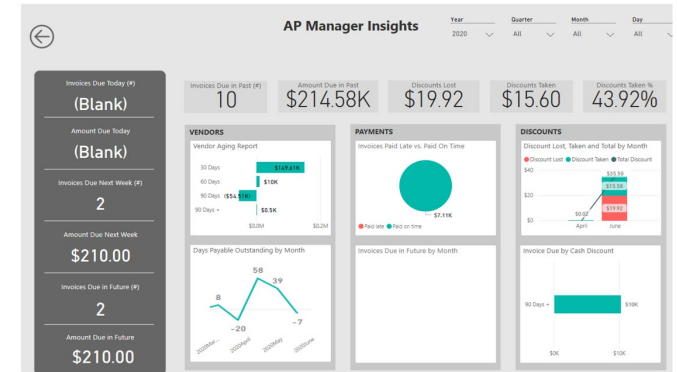 AP Manager Insights
Year
Quarter
Month
Day
2020
All
All
All
Invoices Due Today (#)
(Blank)
Amount Due Today
(Blank)
Invoices Due Next Week (#)
2
Amount Due Next Week
$210.00
Invoices Due in Future (#)
2
Amount Due in Future
$210.00
Invoices Due in Past (#)
10
Amount Due in Past
$214.58K
Discounts Lost
$19.92
Discounts Taken
$15.60
Discounts Taken %
43.92%
VENDORS
Vendor Aging Report
30 Days
$149.61K
60 Days
$10K
90 Days
($54.51K)
90 Days +
$0.5K
$0.0M
$0.2M
Days Payable Outstanding by Month
58
39
8
-20
-7
2020Mar...
2020April
2020May
2020June
PAYMENTS
Invoices Paid Late vs. Paid On Time
$7.11K
Paid late
Paid on time
Invoices Due in Future by Month
DISCOUNTS
Discount Lost, Taken and Total by Month
Discount Lost
Discount Taken
Total Discount
$40
$35.50
$15.58
$20
$19.92
$0.02
$0
April
June
Invoice Due by Cash Discount
90 Days +
$10K
$0K
$10K